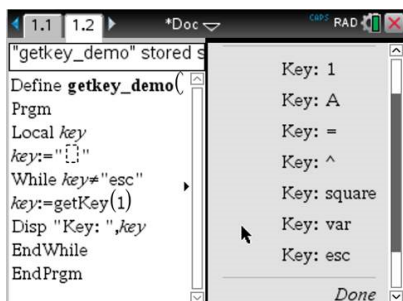 1.1 1.2 *Doc CAPS RAD
"getkey_demo" stored s
Define getkey_demo(
Prgm
Local key
key:=" "
While key≠"esc"
key:=getKey(1)
Disp "Key: ",key
EndWhile
EndPrgm
Key: 1
Key: A
Key: =
Key: ^
Key: square
Key: var
Key: esc
Done